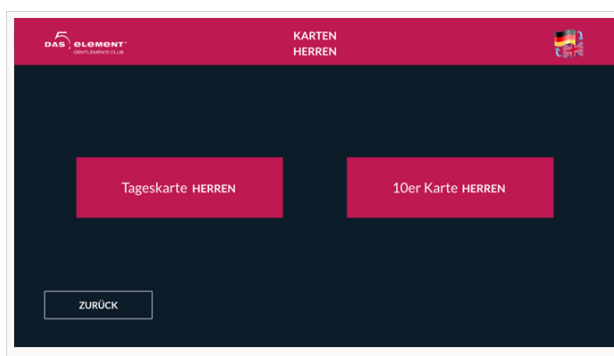 DAS 5 ELEMENT
GENTLEMEN'S CLUB
KARTEN
HERREN
Tageskarte HERREN
10er Karte HERREN
ZURÜCK